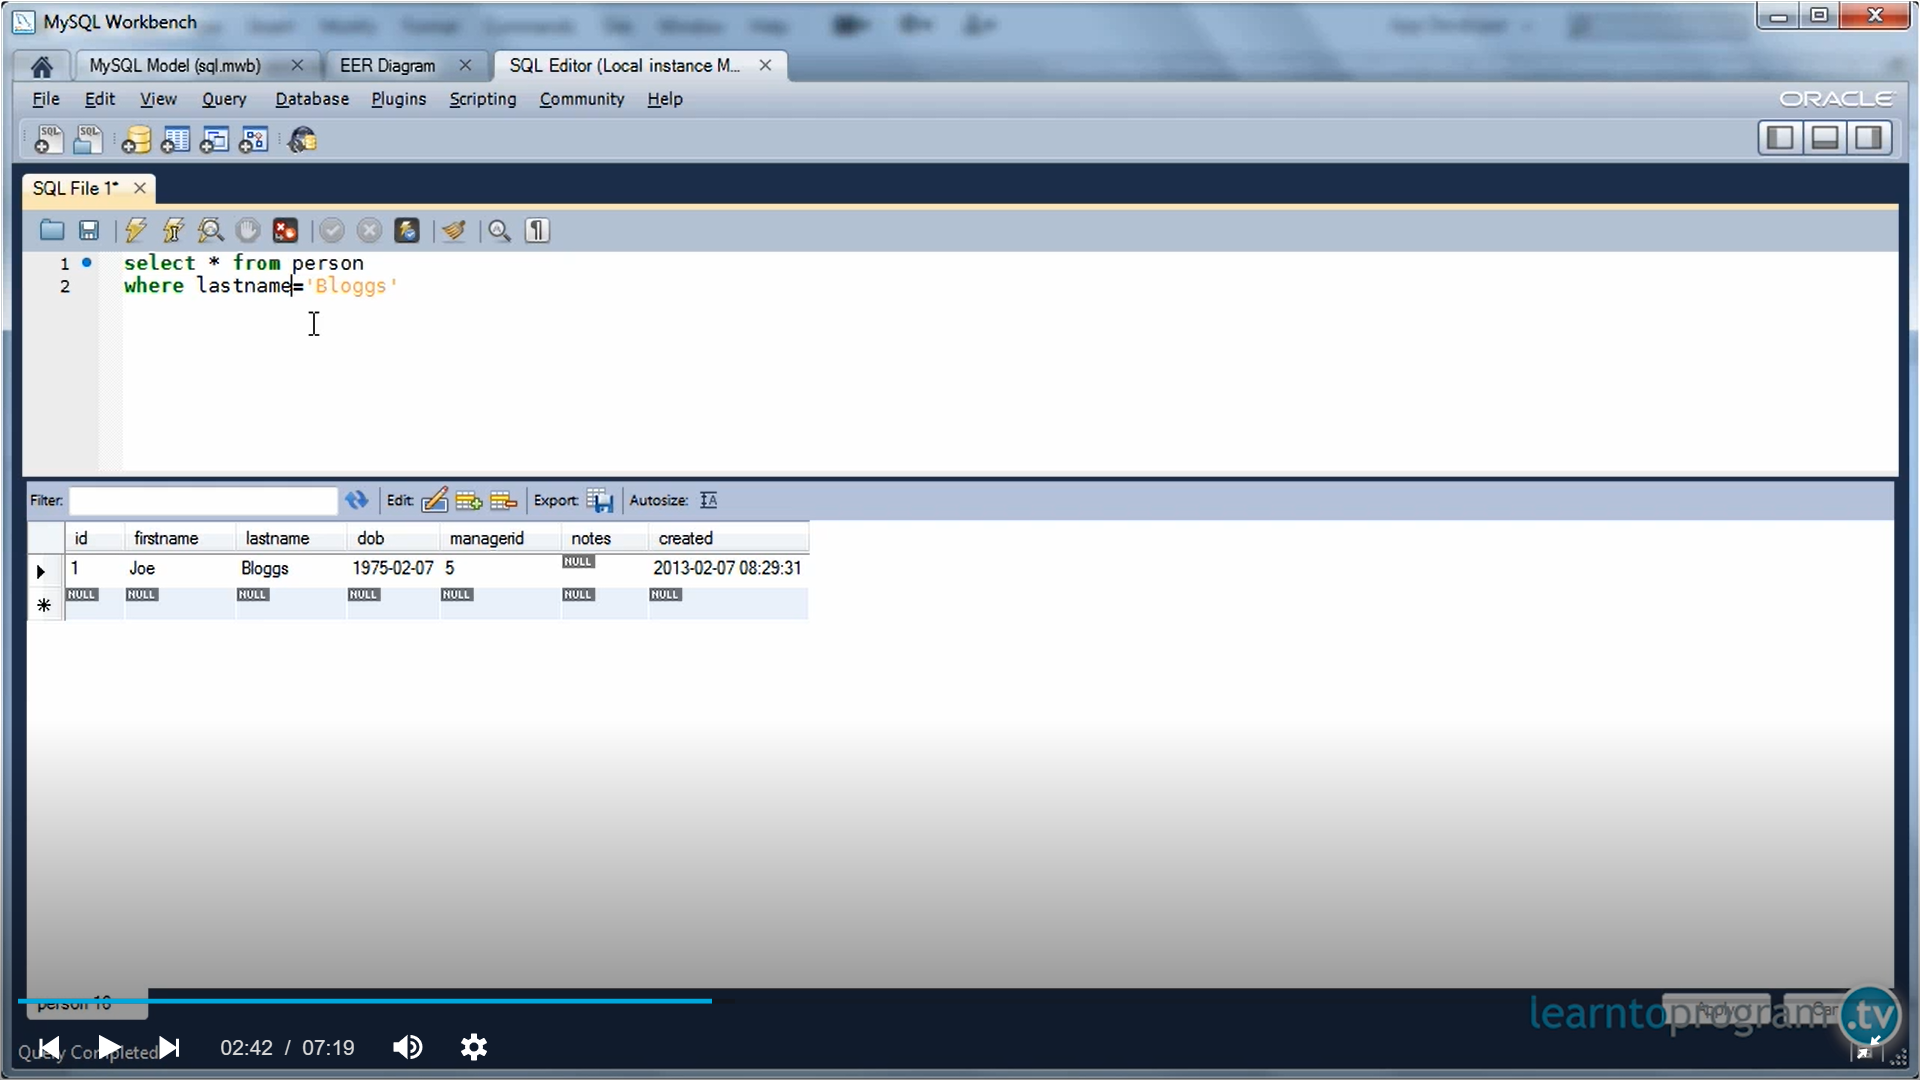 MySQL Workbench
MySQL Model (sql.mwb)
EER Diagram
SQL Editor (Local instance M...
File Edit View Query Database Plugins Scripting Community Help
ORACLE
SQL SQL
SQL File 1*
1 select * from person
2 where lastname='Bloggs'
Filter: Edit: Export: Autosize:
id firstname lastname dob managerid notes created
1 Joe Bloggs 1975-02-07 5 NULL 2013-02-07 08:29:31
NULL NULL NULL NULL NULL NULL NULL
person 16
Apply
learntoprogram.tv
02:42 / 07:19
Query Completed